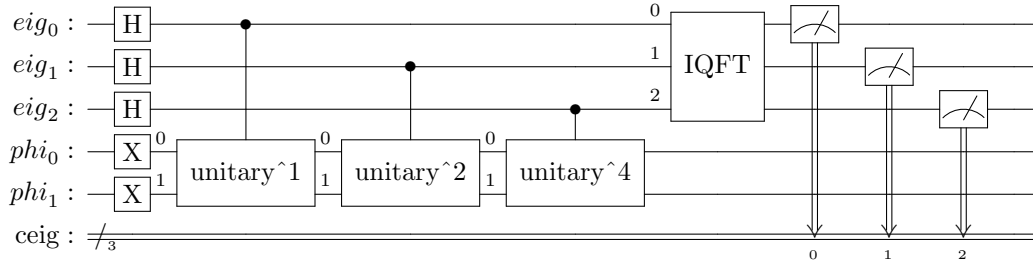 eig0 : H 0
eig1 : H 1 IQFT
eig2 : H 2
phi0 : X 0 0 0
unitary^1 unitary^2 unitary^4
phi1 : X 1 1 1
ceig : 3
0 1 2